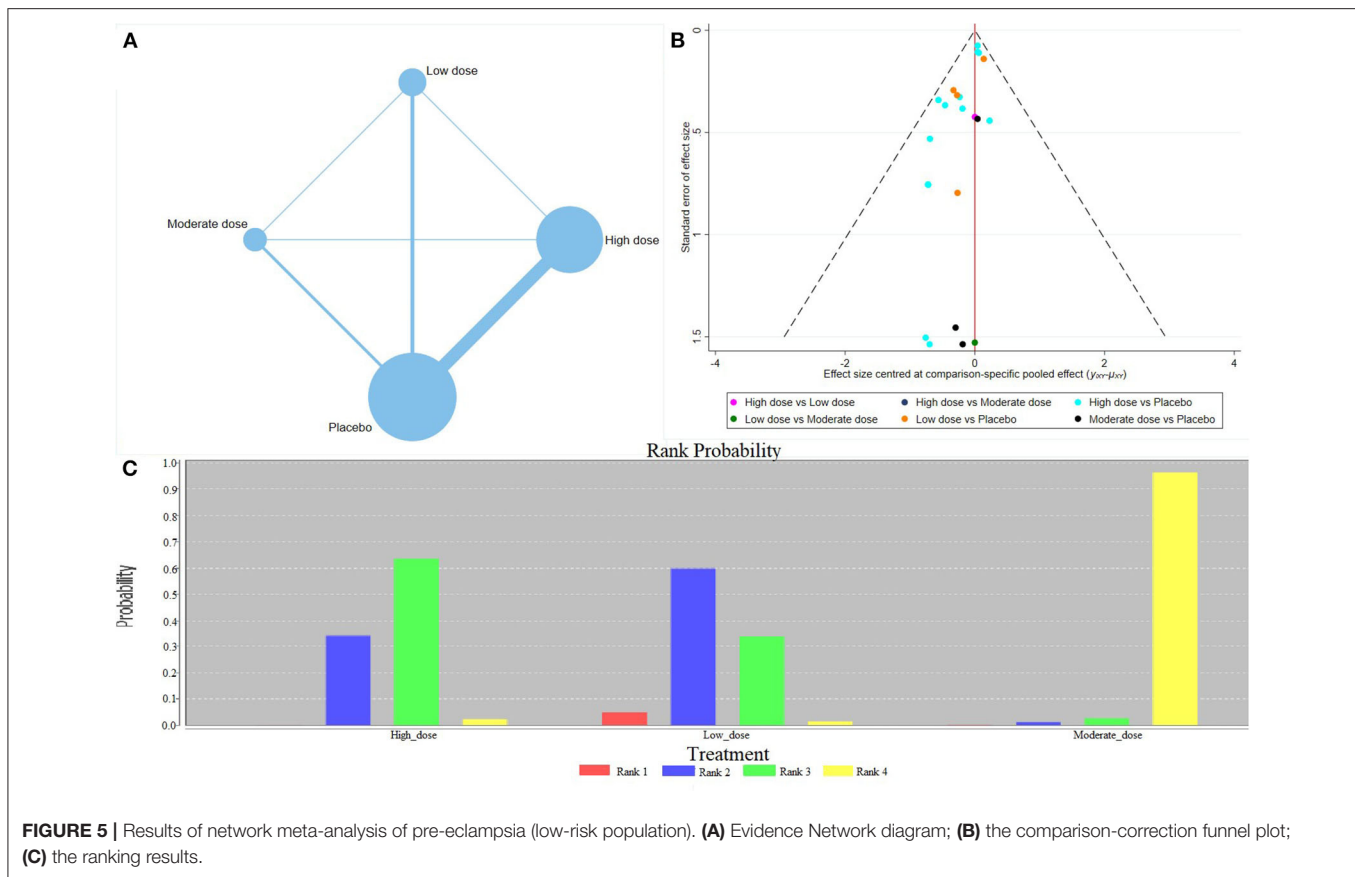 A
Low dose
Moderate dose
High dose
Placebo
B
0
.5
1
1.5
Standard error of effect size
-4
-2
0
2
4
Effect size centred at comparison-specific pooled effect (yᵢXY-μXY)
High dose vs Low dose
High dose vs Moderate dose
High dose vs Placebo
Low dose vs Moderate dose
Low dose vs Placebo
Moderate dose vs Placebo
Rank Probability
C
1.0
0.9
0.8
0.7
0.6
0.5
0.4
0.3
0.2
0.1
0.0
Probability
High_dose
Low_dose
Moderate_dose
Treatment
Rank 1
Rank 2
Rank 3
Rank 4
FIGURE 5 | Results of network meta-analysis of pre-eclampsia (low-risk population). (A) Evidence Network diagram; (B) the comparison-correction funnel plot;
(C) the ranking results.